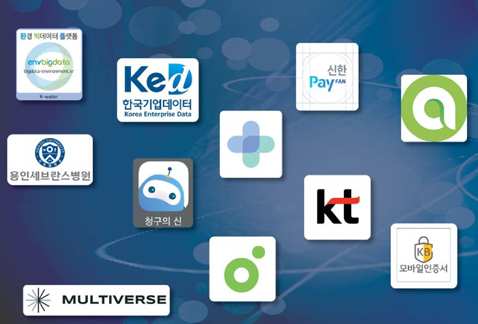 환경 빅데이터 플랫폼
envbigdata
bigdata-environment.kr
K-water
Ked
한국기업데이터
Korea Enterprise Data
신한
Pay FAN
a
용인세브란스병원
청구의 신
kt
KB
모바일인증서
MULTIVERSE